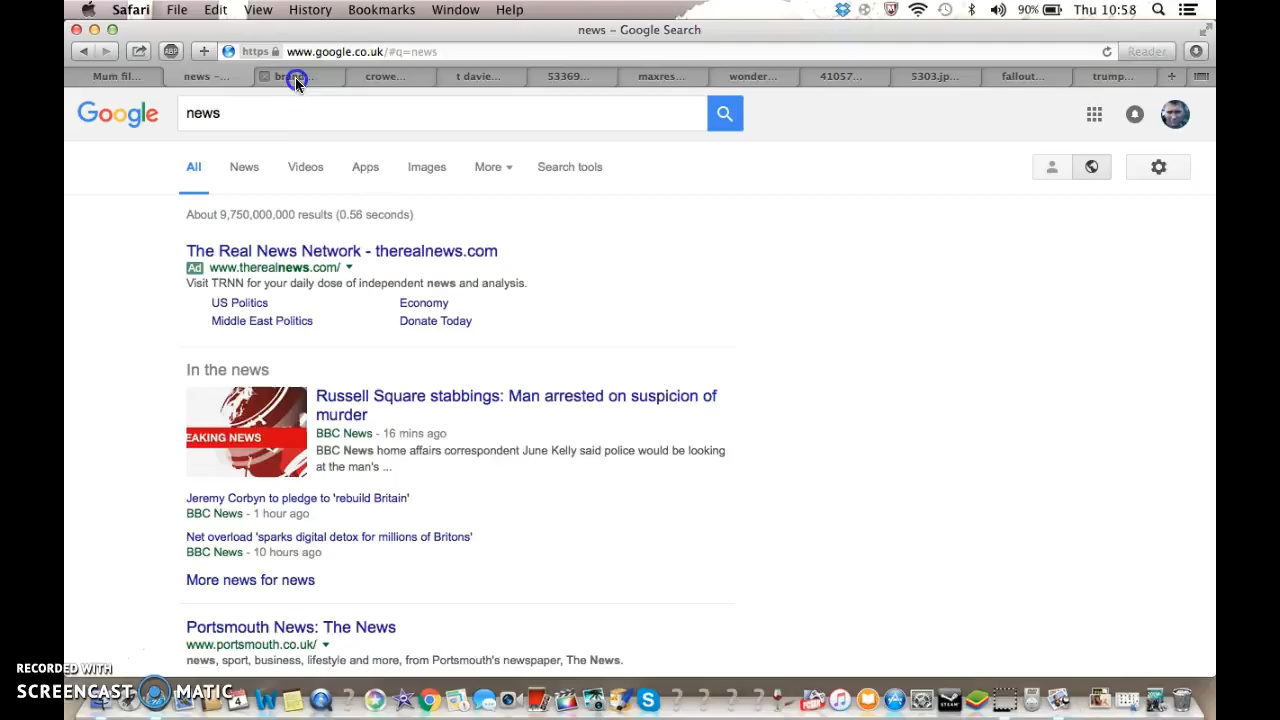 Safari File Edit View History Bookmarks Window Help 90% Thu 10:58
news – Google Search
ABP https www.google.co.uk/#q=news Reader
Mum fil... news –... crowe... t davie... 53369... maxres... wonder... 41057... 5303.jp... fallout... trump...
Google news
All News Videos Apps Images More Search tools
About 9,750,000,000 results (0.56 seconds)
The Real News Network - therealnews.com
Ad www.therealnews.com/
Visit TRNN for your daily dose of independent news and analysis.
US Politics Economy
Middle East Politics Donate Today
In the news
EAKING NEWS
Russell Square stabbings: Man arrested on suspicion of
murder
BBC News - 16 mins ago
BBC News home affairs correspondent June Kelly said police would be looking
at the man's ...
Jeremy Corbyn to pledge to 'rebuild Britain'
BBC News - 1 hour ago
Net overload 'sparks digital detox for millions of Britons'
BBC News - 10 hours ago
More news for news
Portsmouth News: The News
www.portsmouth.co.uk/
news, sport, business, lifestyle and more, from Portsmouth's newspaper, The News.
RECORDED WITH
SCREENCAST MATIC
4
STEAM